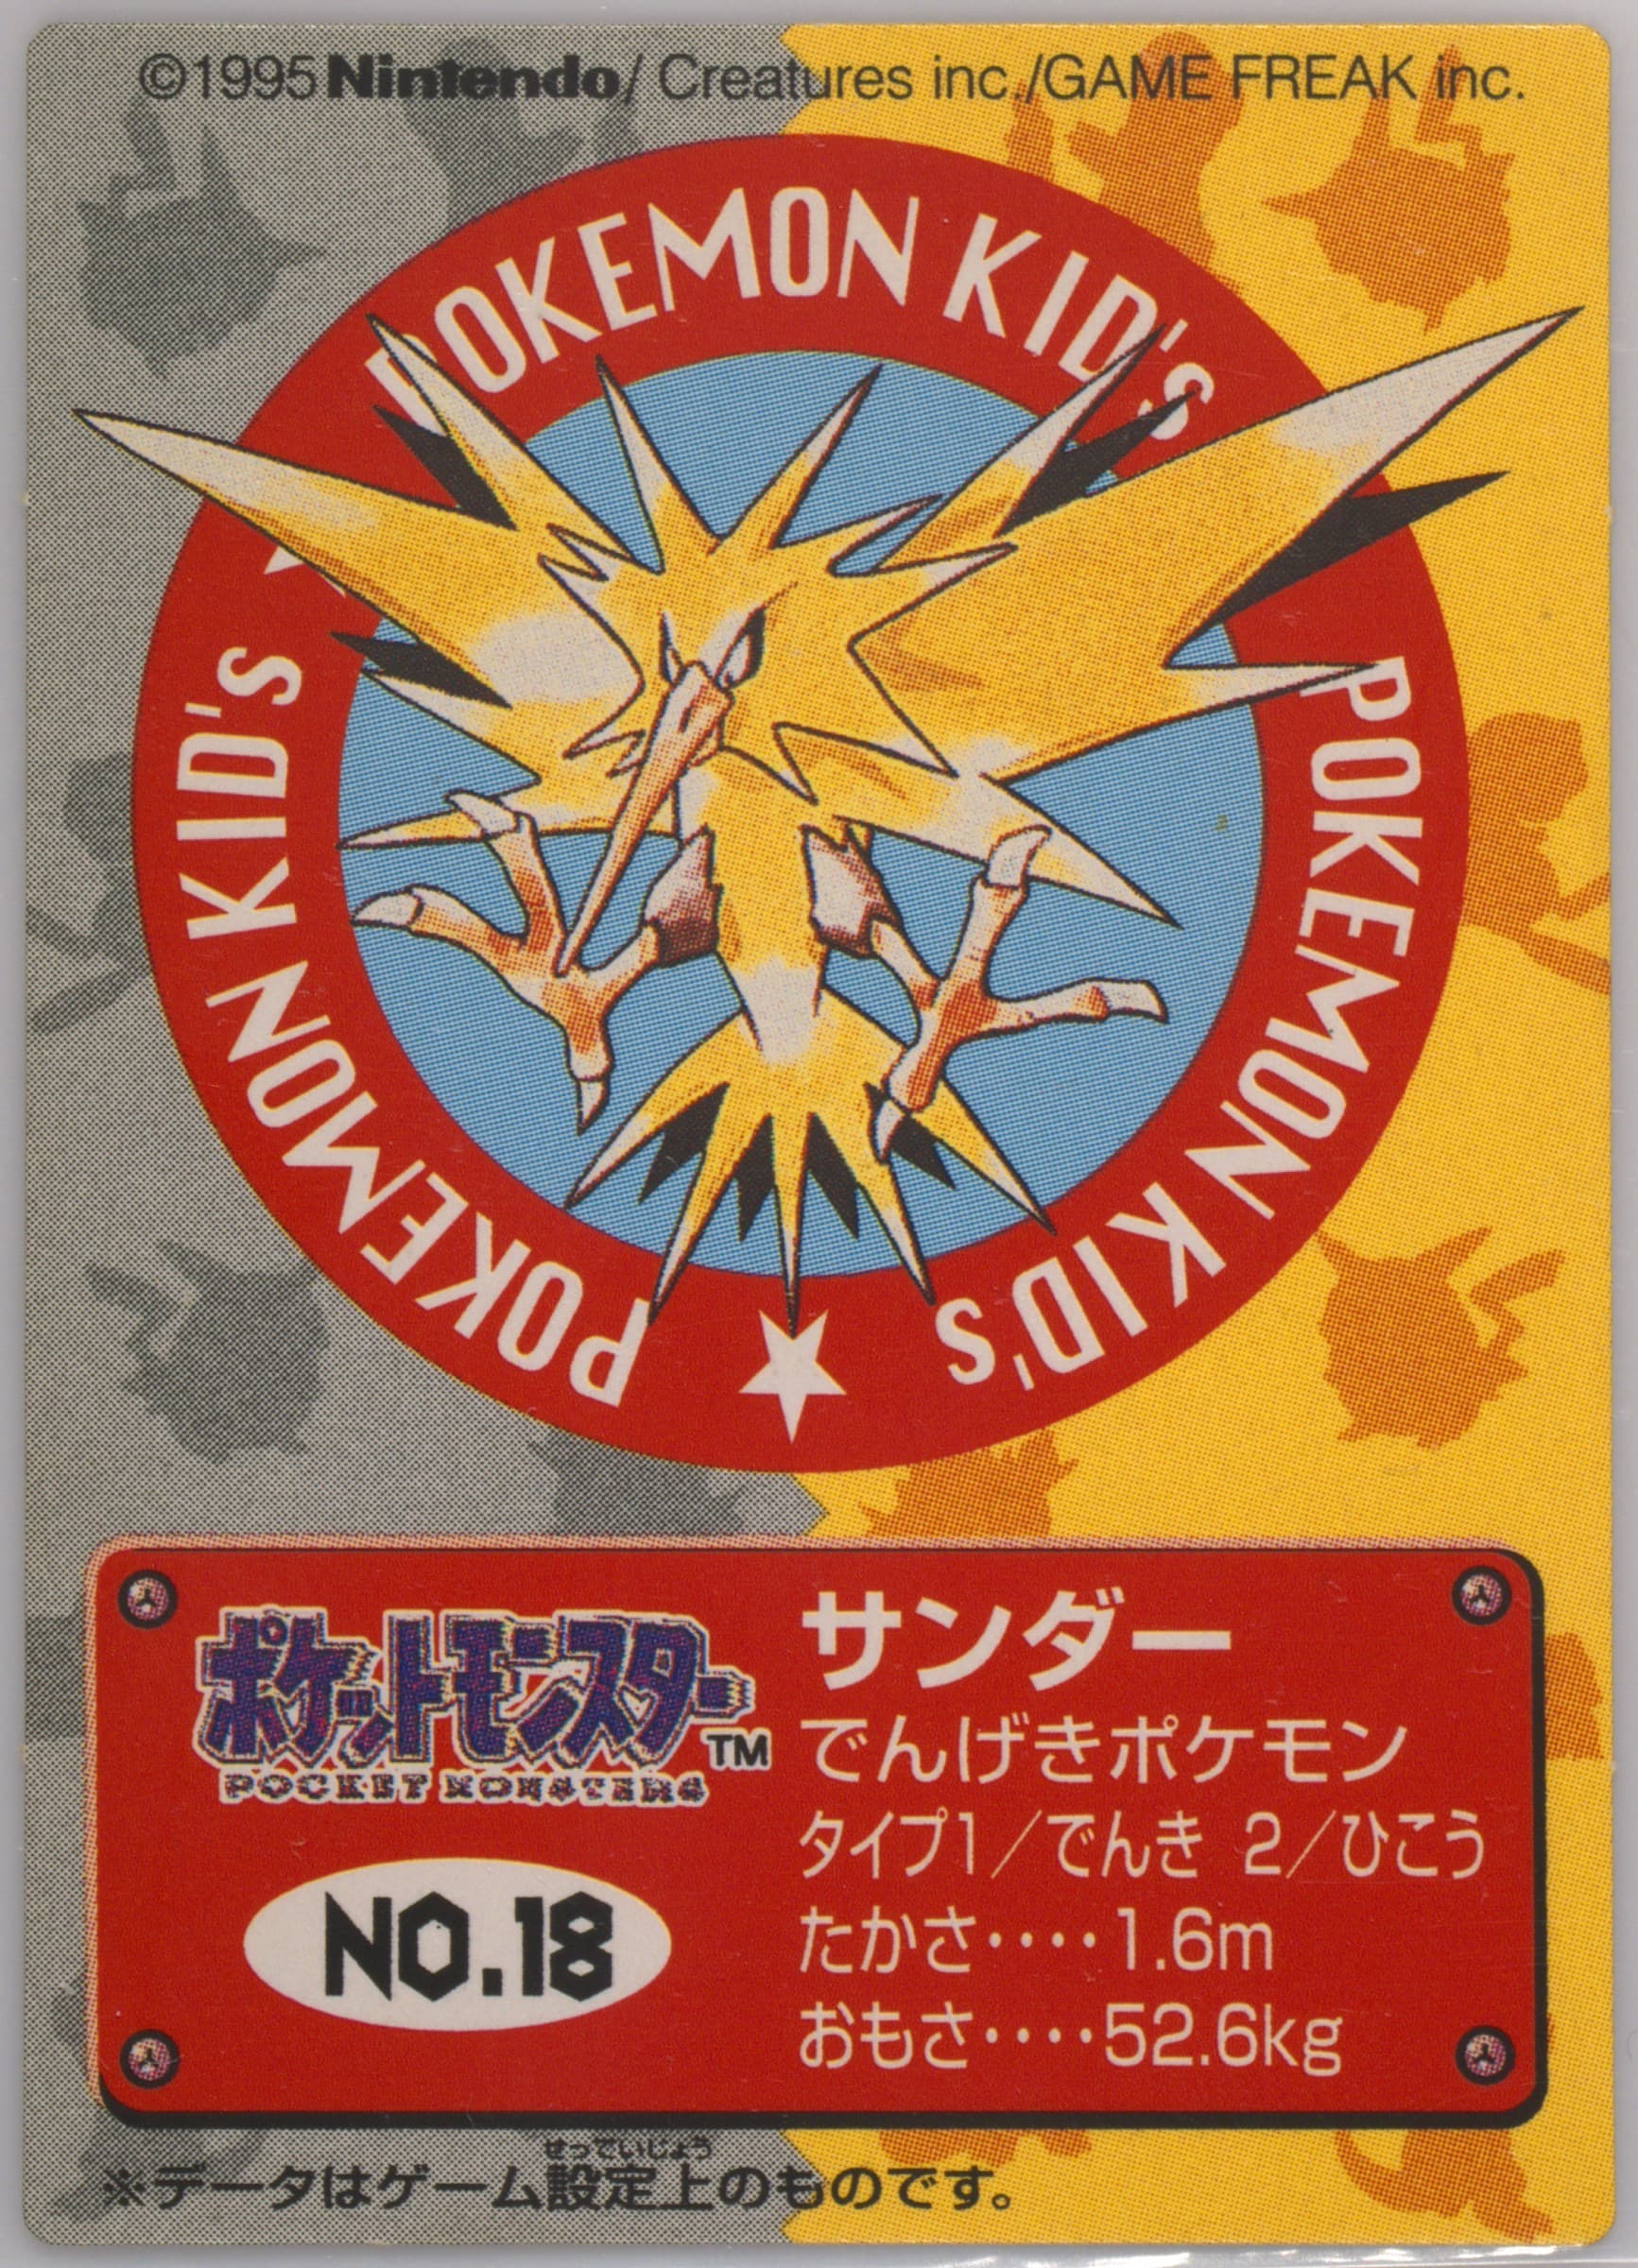 ©1995 Nintendo/ Creatures inc./GAME FREAK inc.
POKEMON KID's
POKEMON KID's
POKEMON KID's
ポケットモンスター TM
POCKET MONSTERS
NO.18
サンダー
でんげきポケモン
タイプ1/でんき 2/ひこう
たかさ････1.6m
おもさ････52.6kg
せっていじょう
※データはゲーム設定上のものです。